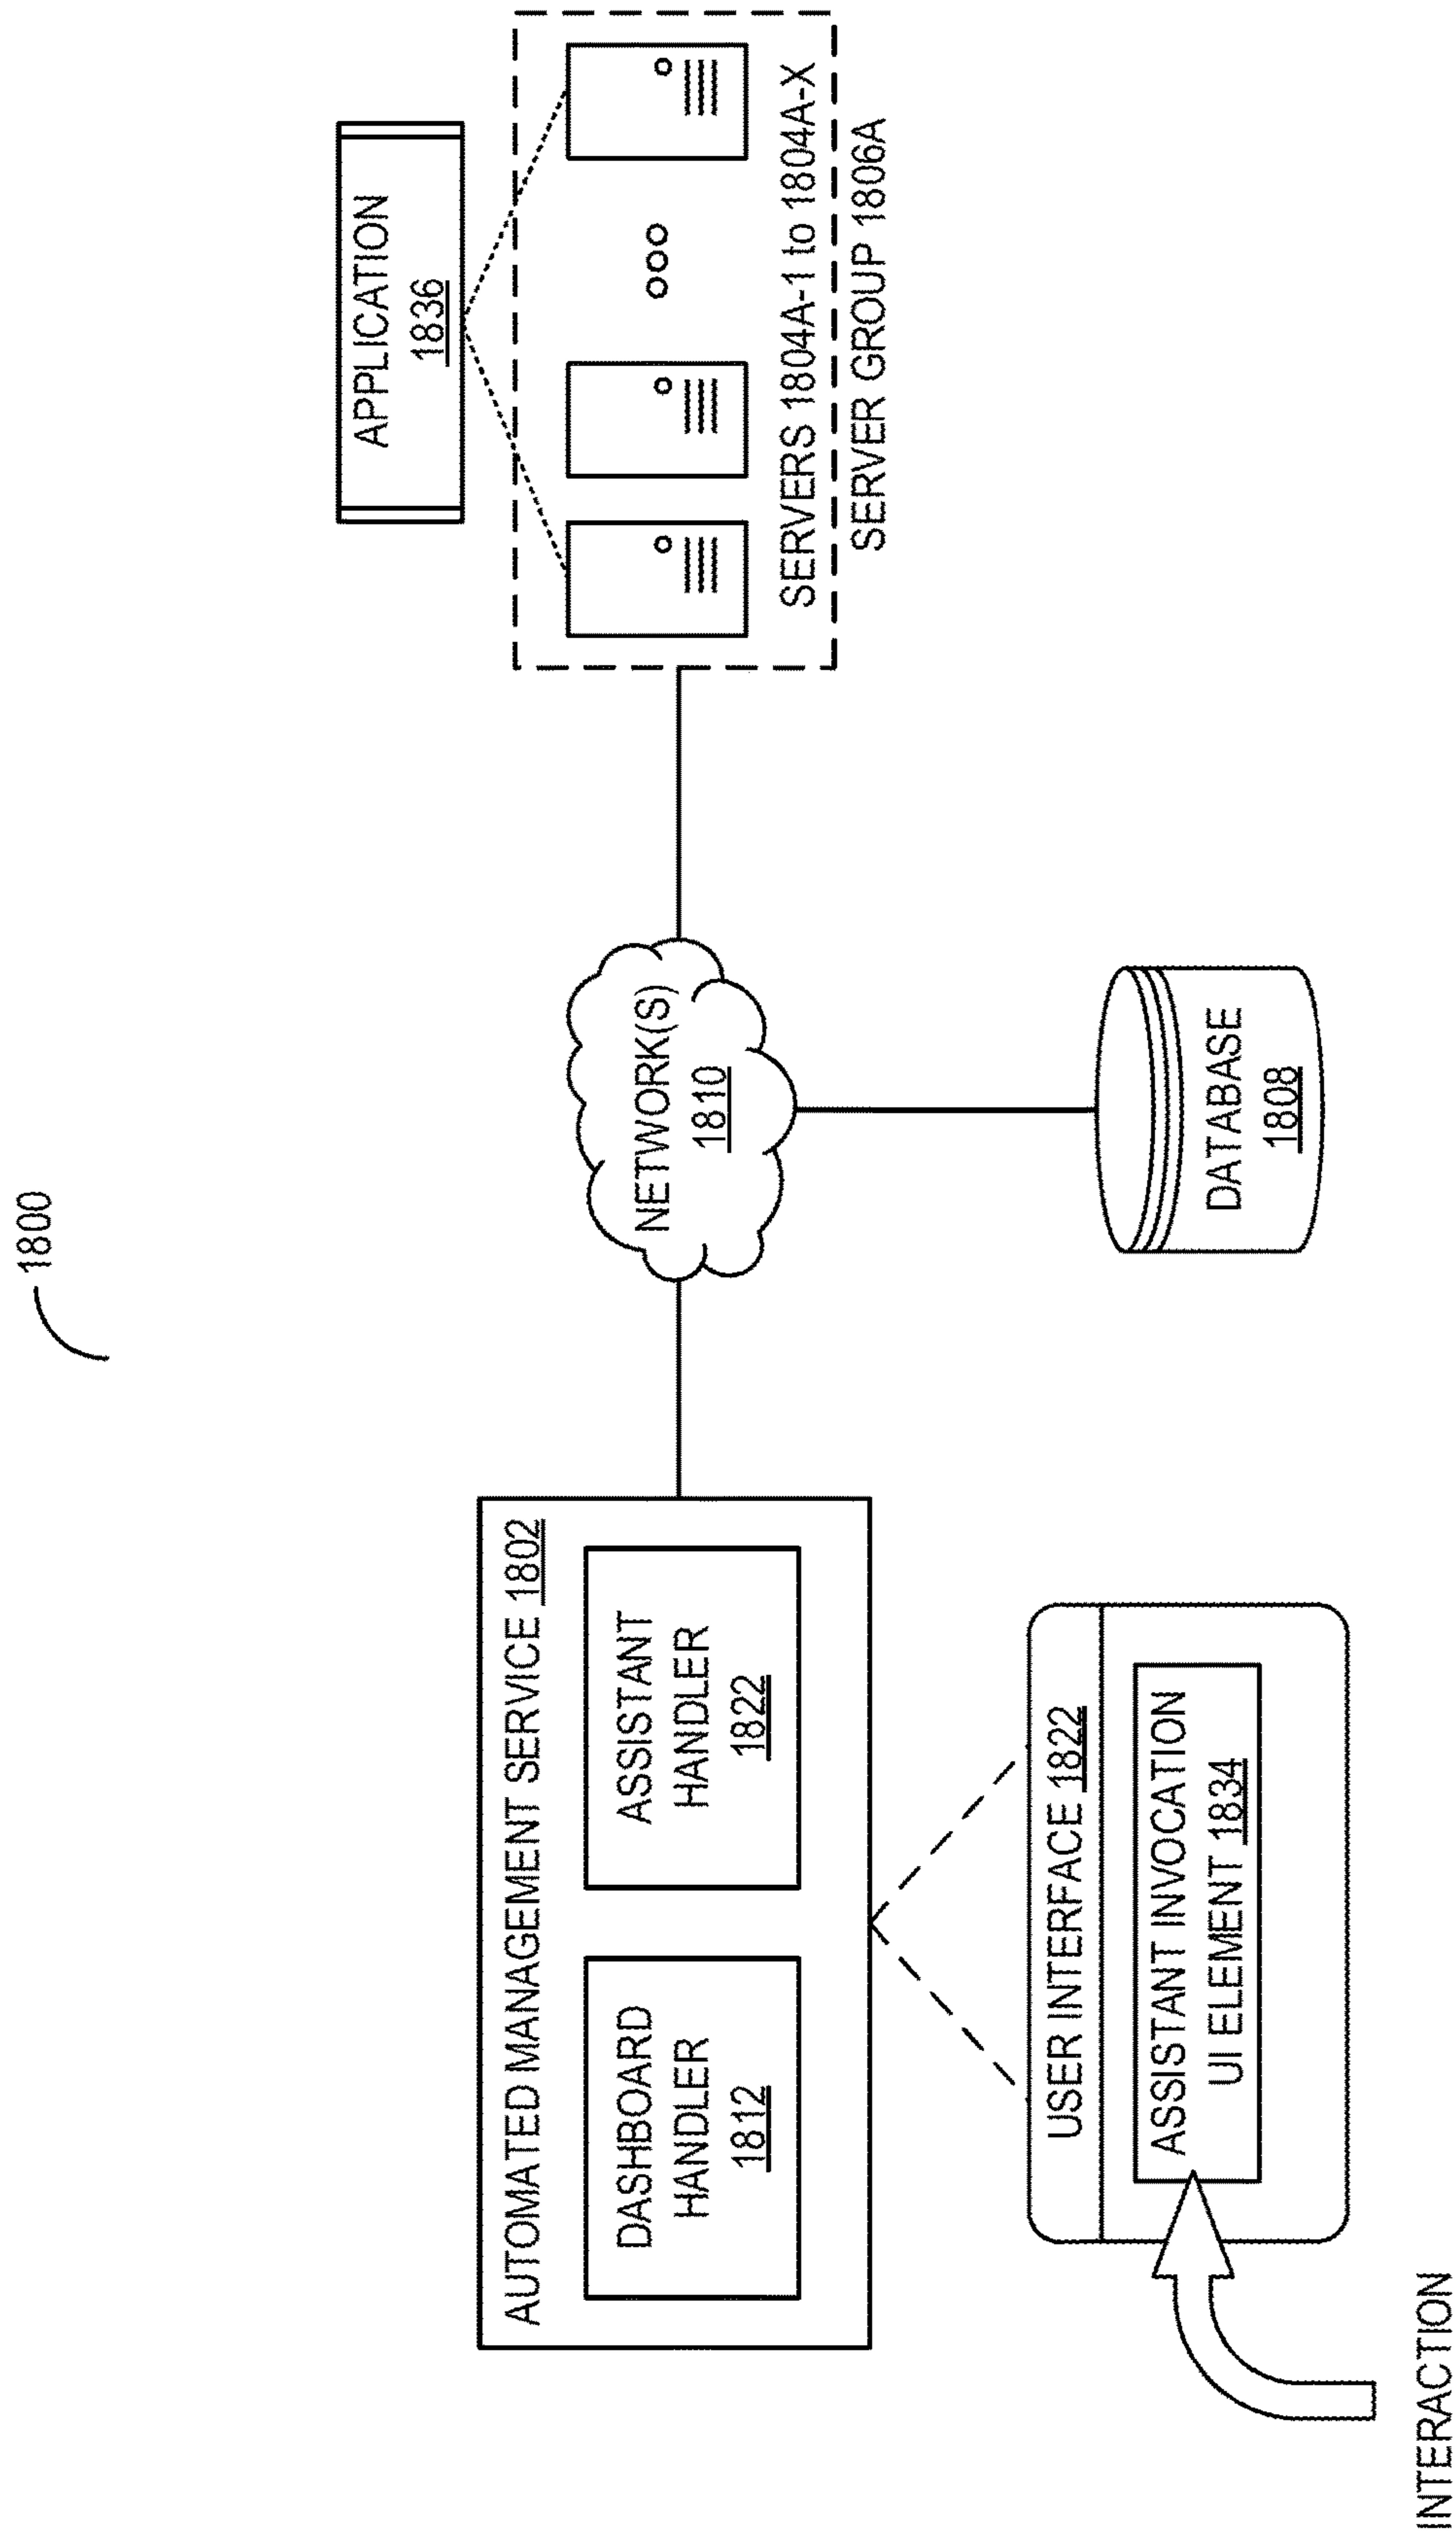 1800
AUTOMATED MANAGEMENT SERVICE 1802
DASHBOARD
HANDLER
1812
ASSISTANT
HANDLER
1822
USER INTERFACE 1822
ASSISTANT INVOCATION
UI ELEMENT 1834
INTERACTION
NETWORK(S)
1810
DATABASE
1808
APPLICATION
1836
SERVERS 1804A-1 to 1804A-X
SERVER GROUP 1806A